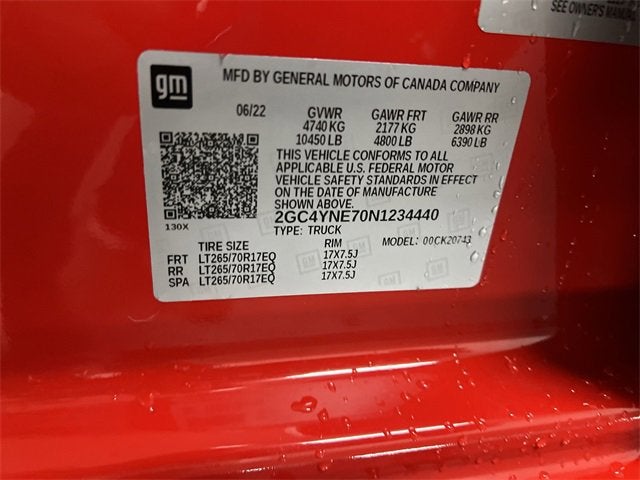 SEE OWNER'S MANUAL
gm
MFD BY GENERAL MOTORS OF CANADA COMPANY
06/22 GVWR GAWR FRT GAWR RR
4740 KG 2177 KG 2898 KG
10450 LB 4800 LB 6390 LB
THIS VEHICLE CONFORMS TO ALL
APPLICABLE U.S. FEDERAL MOTOR
VEHICLE SAFETY STANDARDS IN EFFECT
ON THE DATE OF MANUFACTURE
SHOWN ABOVE.
130X
2GC4YNE70N1234440
TYPE: TRUCK MODEL: 00CK20743
TIRE SIZE RIM
FRT LT265/70R17EQ 17X7.5J
RR LT265/70R17EQ 17X7.5J
SPA LT265/70R17EQ 17X7.5J